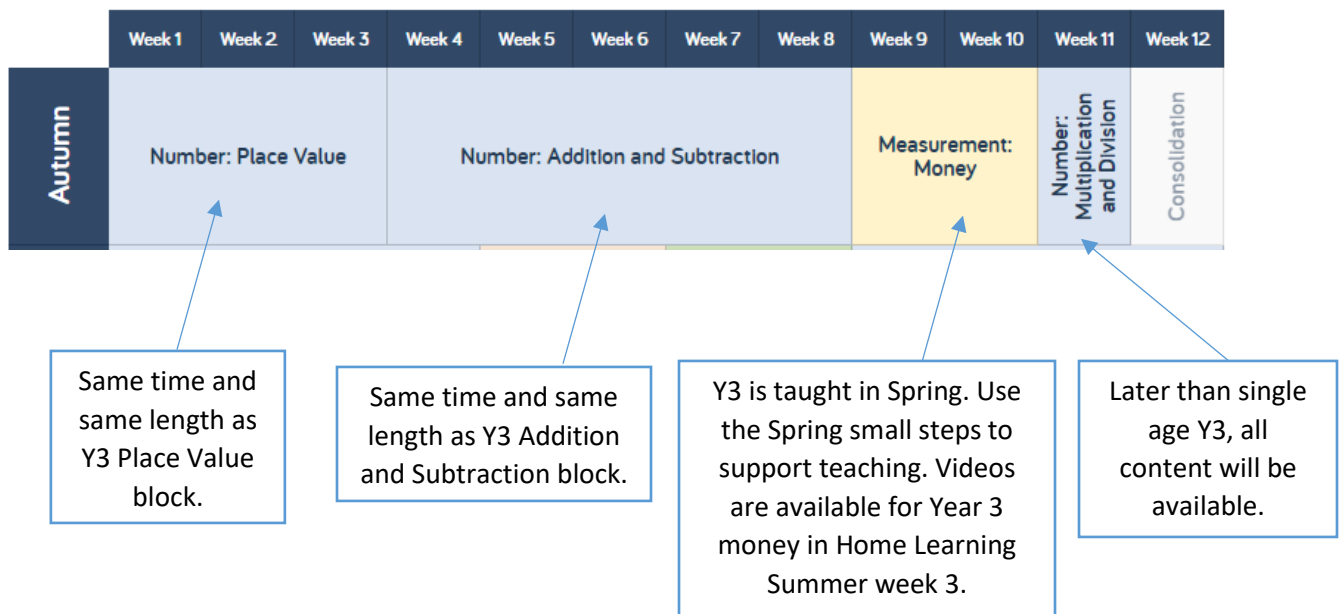 Week 1 Week 2 Week 3 Week 4 Week 5 Week 6 Week 7 Week 8 Week 9 Week 10 Week 11 Week 12
Autumn
Number: Place Value
Number: Addition and Subtraction
Measurement:
Money
Number:
Multiplication
and Division
Consolidation
Same time and
same length as
Y3 Place Value
block.
Same time and same
length as Y3 Addition
and Subtraction block.
Y3 is taught in Spring. Use
the Spring small steps to
support teaching. Videos
are available for Year 3
money in Home Learning
Summer week 3.
Later than single
age Y3, all
content will be
available.